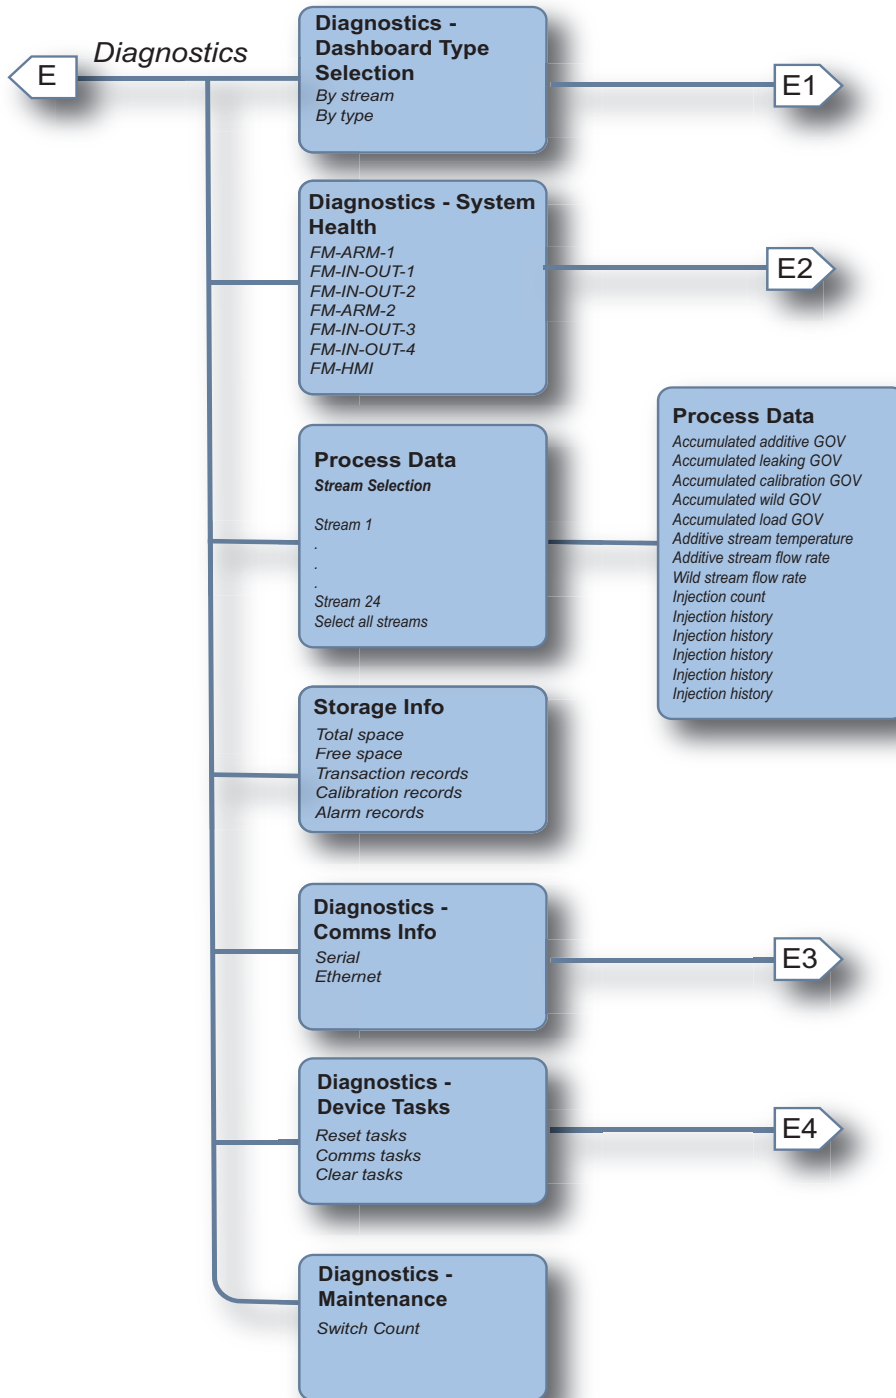 E
Diagnostics
Diagnostics -
Dashboard Type
Selection
By stream
By type
E1
Diagnostics - System
Health
FM-ARM-1
FM-IN-OUT-1
FM-IN-OUT-2
FM-ARM-2
FM-IN-OUT-3
FM-IN-OUT-4
FM-HMI
E2
Process Data
Stream Selection
Stream 1
.
.
.
Stream 24
Select all streams
Process Data
Accumulated additive GOV
Accumulated leaking GOV
Accumulated calibration GOV
Accumulated wild GOV
Accumulated load GOV
Additive stream temperature
Additive stream flow rate
Wild stream flow rate
Injection count
Injection history
Injection history
Injection history
Injection history
Injection history
Storage Info
Total space
Free space
Transaction records
Calibration records
Alarm records
Diagnostics -
Comms Info
Serial
Ethernet
E3
Diagnostics -
Device Tasks
Reset tasks
Comms tasks
Clear tasks
E4
Diagnostics -
Maintenance
Switch Count